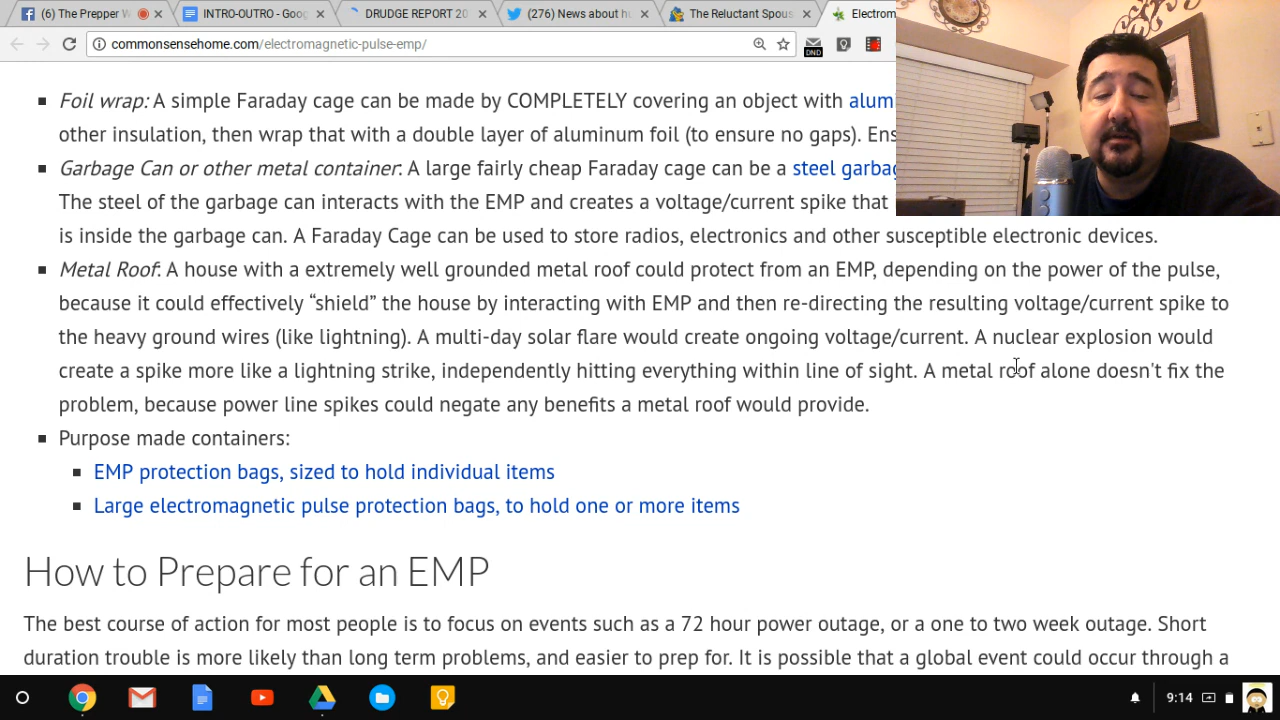 (6) The Prepper W
INTRO-OUTRO - Goog
DRUDGE REPORT 20
(276) News about hu
The Reluctant Spous
Electrom
commonsensehome.com/electromagnetic-pulse-emp/
DND
Foil wrap: A simple Faraday cage can be made by COMPLETELY covering an object with alum
other insulation, then wrap that with a double layer of aluminum foil (to ensure no gaps). Ens
Garbage Can or other metal container: A large fairly cheap Faraday cage can be a steel garbag
The steel of the garbage can interacts with the EMP and creates a voltage/current spike that
is inside the garbage can. A Faraday Cage can be used to store radios, electronics and other susceptible electronic devices.
Metal Roof: A house with a extremely well grounded metal roof could protect from an EMP, depending on the power of the pulse,
because it could effectively “shield” the house by interacting with EMP and then re-directing the resulting voltage/current spike to
the heavy ground wires (like lightning). A multi-day solar flare would create ongoing voltage/current. A nuclear explosion would
create a spike more like a lightning strike, independently hitting everything within line of sight. A metal roof alone doesn't fix the
problem, because power line spikes could negate any benefits a metal roof would provide.
Purpose made containers:
EMP protection bags, sized to hold individual items
Large electromagnetic pulse protection bags, to hold one or more items
How to Prepare for an EMP
The best course of action for most people is to focus on events such as a 72 hour power outage, or a one to two week outage. Short
duration trouble is more likely than long term problems, and easier to prep for. It is possible that a global event could occur through a
9:14